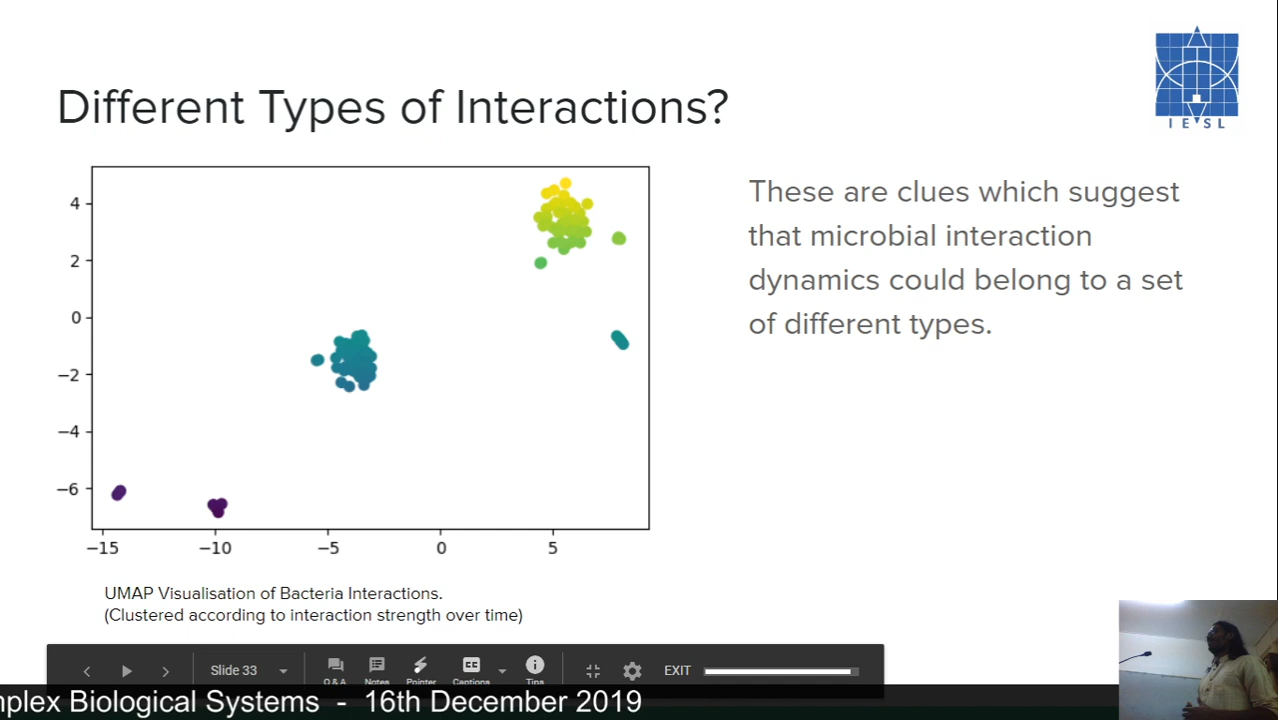 Different Types of Interactions?
I E S L
4
2
0
−2
−4
−6
−15 −10 −5 0 5
These are clues which suggest
that microbial interaction
dynamics could belong to a set
of different types.
UMAP Visualisation of Bacteria Interactions.
(Clustered according to interaction strength over time)
Slide 33
Q & A Notes Pointer CC Captions Tips EXIT
mplex Biological Systems - 16th December 2019